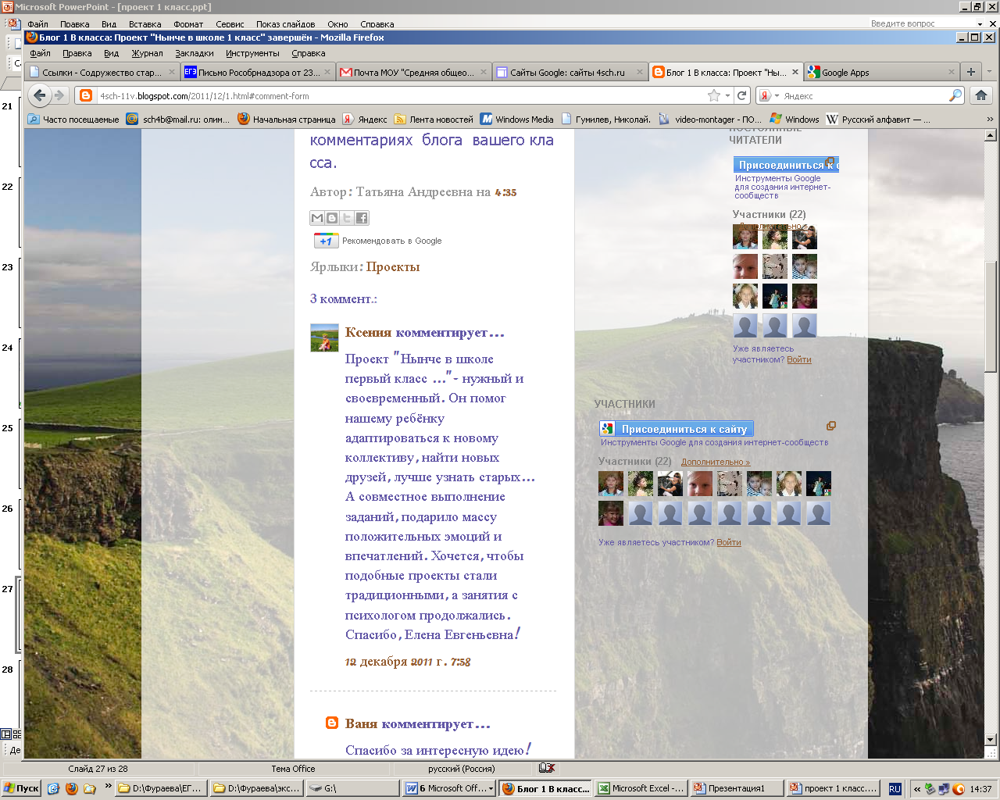 Microsoft PowerPoint - [проект 1 класс.ppt]
Файл Правка Вид Вставка Формат Сервис Показ слайдов Окно Справка Введите вопрос
Блог 1 В класса: Проект "Нынче в школе 1 класс" завершён - Mozilla Firefox
Файл Правка Вид Журнал Закладки Инструменты Справка
Ссылки - Содружество стар... ЕГЭ Письмо Рособрнадзора от 23... Почта МОУ "Средняя общео... Сайты Google: сайты 4sch.ru Блог 1 В класса: Проект "Ны... Google Apps
4sch-11v.blogspot.com/2011/12/1.html#comment-form Яндекс
Часто посещаемые sch4b@mail.ru: олим... Начальная страница Яндекс Лента новостей Windows Media Гумилев, Николай. video-montager - ПО... Windows Русский алфавит — ...
21
22
23
24
25
26
27
28
комментариях блога вашего кла
сса.
Автор: Татьяна Андреевна на 4:35
+1 Рекомендовать в Google
Ярлыки: Проекты
3 коммент.:
Ксения комментирует...
Проект "Нынче в школе
первый класс ..."- нужный и
своевременный. Он помог
нашему ребёнку
адаптироваться к новому
коллективу, найти новых
друзей, лучше узнать старых...
А совместное выполнение
заданий, подарило массу
положительных эмоций и
впечатлений. Хочется, чтобы
подобные проекты стали
традиционными, а занятия с
психологом продолжались.
Спасибо, Елена Евгеньевна!
12 декабря 2011 г. 7:58
Ваня комментирует...
Спасибо за интересную идею!
ПОСТОЯННЫЕ
ЧИТАТЕЛИ
Присоединиться к с
Инструменты Google
для создания интернет-
сообществ
Участники (22)
Дополнительно »
Уже являетесь
участником? Войти
УЧАСТНИКИ
Присоединиться к сайту
Инструменты Google для создания интернет-сообществ
Участники (22) Дополнительно »
Уже являетесь участником? Войти
Де
Слайд 27 из 28 Тема Office русский (Россия)
Пуск D:\Фураева\ЕГ... D:\Фураева\экс... G:\ 6 Microsoft Off... Блог 1 В класс... Microsoft Excel -... Презентация1 проект 1 класс.... RU 14:37